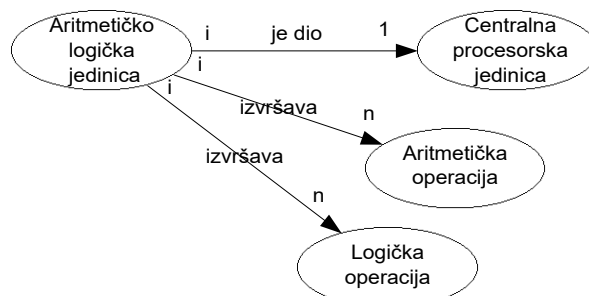 Aritmetičko
logička
jedinica
i
je dio
1
Centralna
procesorska
jedinica
i
izvršava
n
Aritmetička
operacija
i
izvršava
n
Logička
operacija